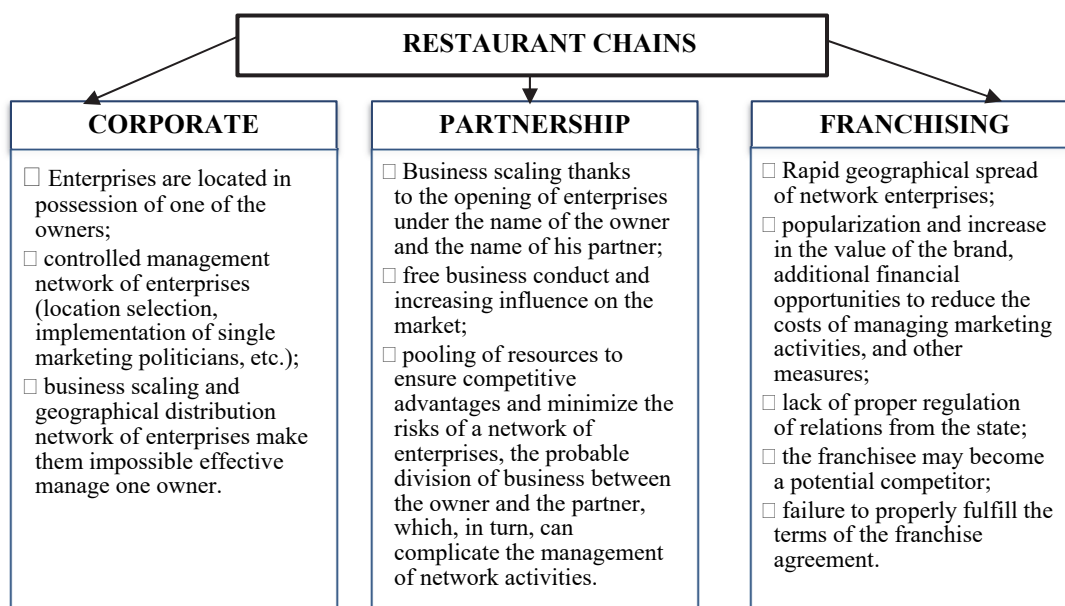 RESTAURANT CHAINS
CORPORATE
□ Enterprises are located in
possession of one of the
owners;
□ controlled management
network of enterprises
(location selection,
implementation of single
marketing politicians, etc.);
□ business scaling and
geographical distribution
network of enterprises make
them impossible effective
manage one owner.
PARTNERSHIP
□ Business scaling thanks
to the opening of enterprises
under the name of the owner
and the name of his partner;
□ free business conduct and
increasing influence on the
market;
□ pooling of resources to
ensure competitive
advantages and minimize the
risks of a network of
enterprises, the probable
division of business between
the owner and the partner,
which, in turn, can
complicate the management
of network activities.
FRANCHISING
□ Rapid geographical spread
of network enterprises;
□ popularization and increase
in the value of the brand,
additional financial
opportunities to reduce the
costs of managing marketing
activities, and other
measures;
□ lack of proper regulation
of relations from the state;
□ the franchisee may become
a potential competitor;
□ failure to properly fulfill the
terms of the franchise
agreement.